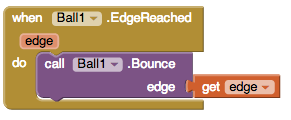 when Ball1 .EdgeReached
edge
do call Ball1 .Bounce
edge get edge